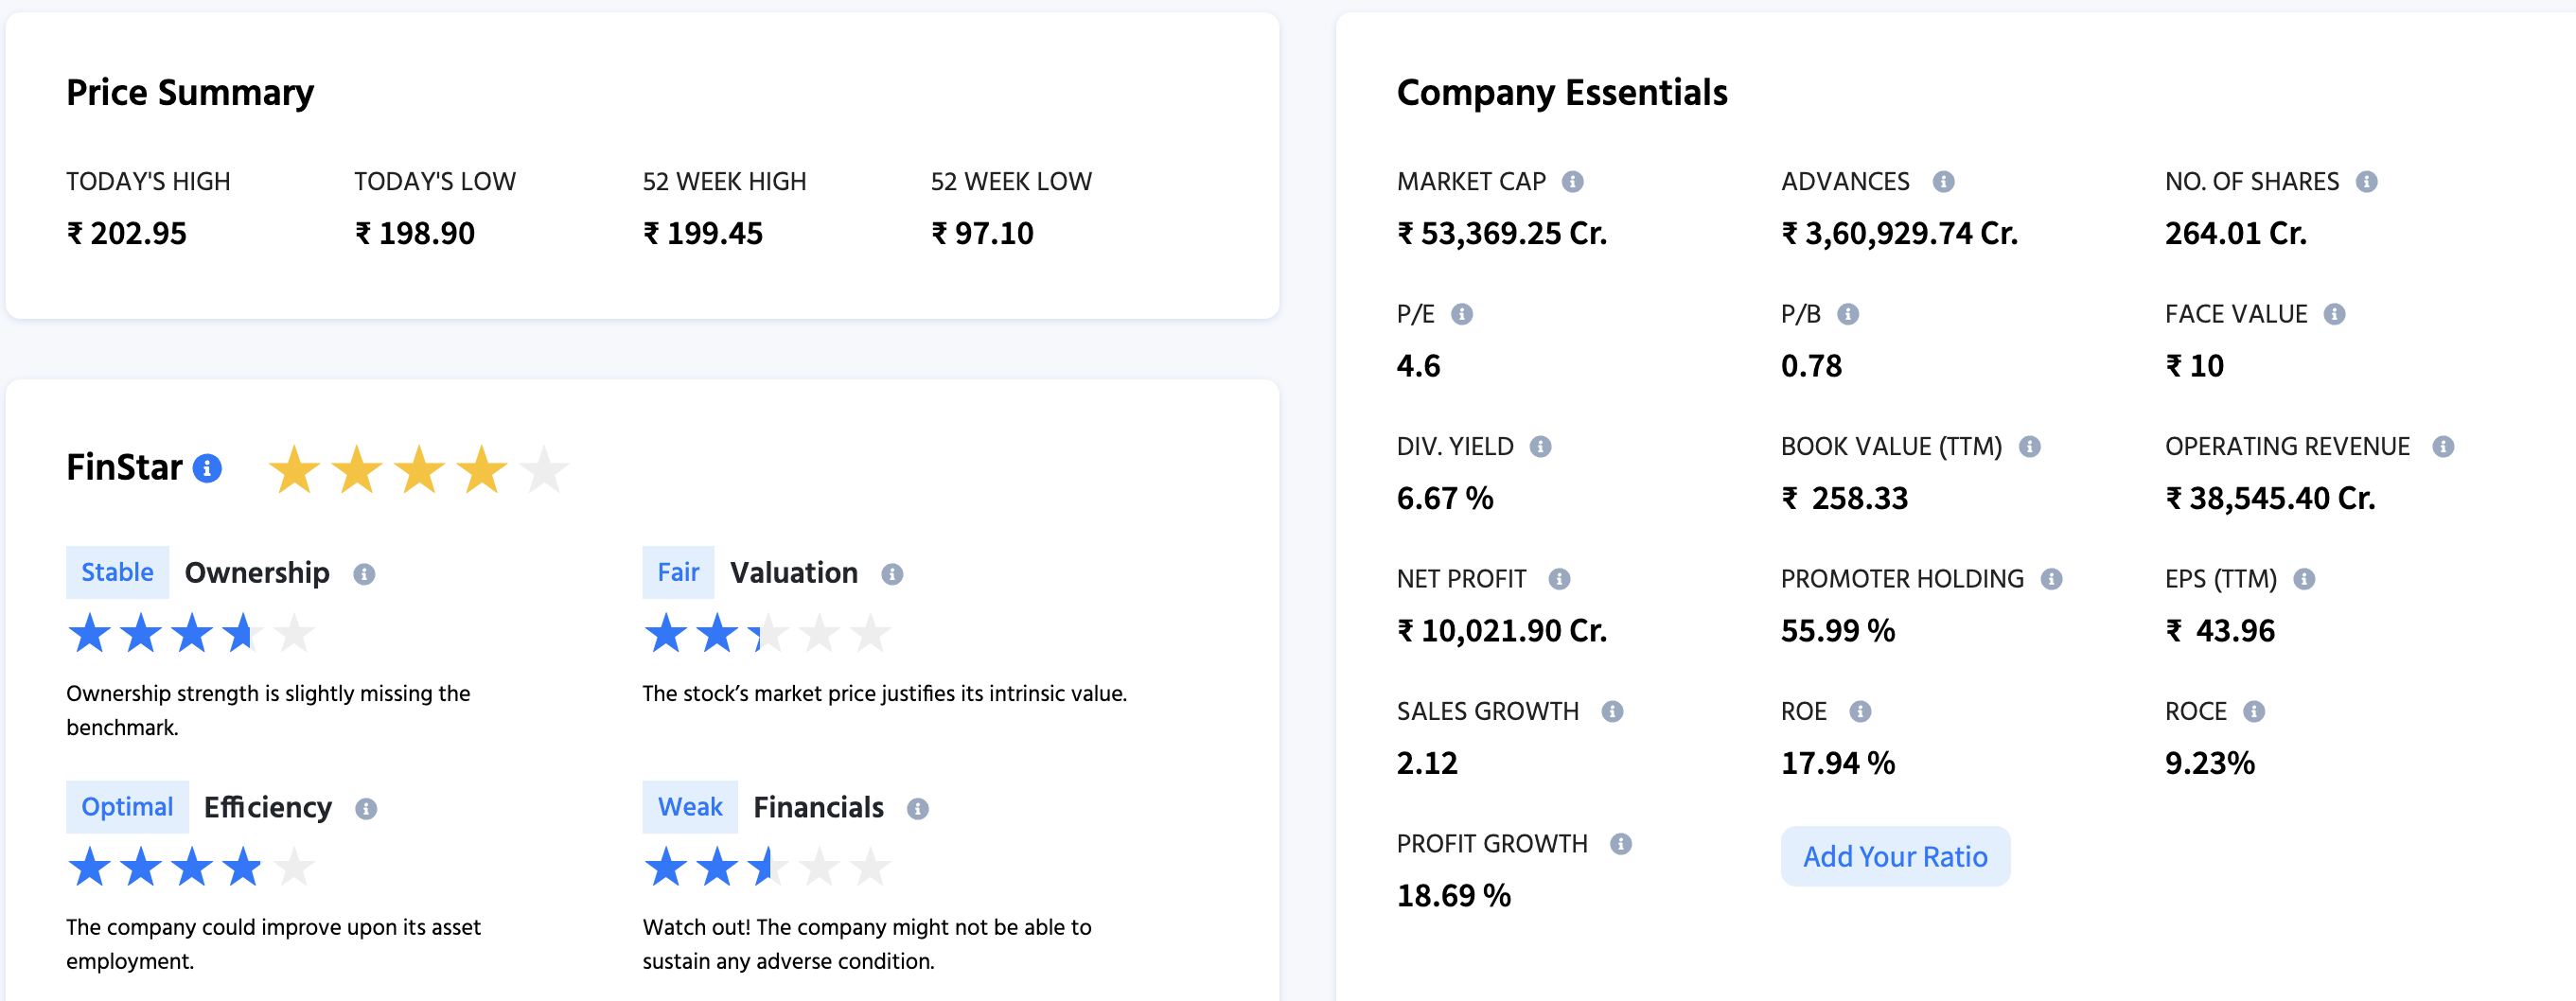 Price Summary
TODAY'S HIGH
₹ 202.95
TODAY'S LOW
₹ 198.90
52 WEEK HIGH
₹ 199.45
52 WEEK LOW
₹ 97.10
FinStar
Stable Ownership
Ownership strength is slightly missing the
benchmark.
Fair Valuation
The stock’s market price justifies its intrinsic value.
Optimal Efficiency
The company could improve upon its asset
employment.
Weak Financials
Watch out! The company might not be able to
sustain any adverse condition.
Company Essentials
MARKET CAP
₹ 53,369.25 Cr.
ADVANCES
₹ 3,60,929.74 Cr.
NO. OF SHARES
264.01 Cr.
P/E
4.6
P/B
0.78
FACE VALUE
₹ 10
DIV. YIELD
6.67 %
BOOK VALUE (TTM)
₹ 258.33
OPERATING REVENUE
₹ 38,545.40 Cr.
NET PROFIT
₹ 10,021.90 Cr.
PROMOTER HOLDING
55.99 %
EPS (TTM)
₹ 43.96
SALES GROWTH
2.12
ROE
17.94 %
ROCE
9.23%
PROFIT GROWTH
18.69 %
Add Your Ratio